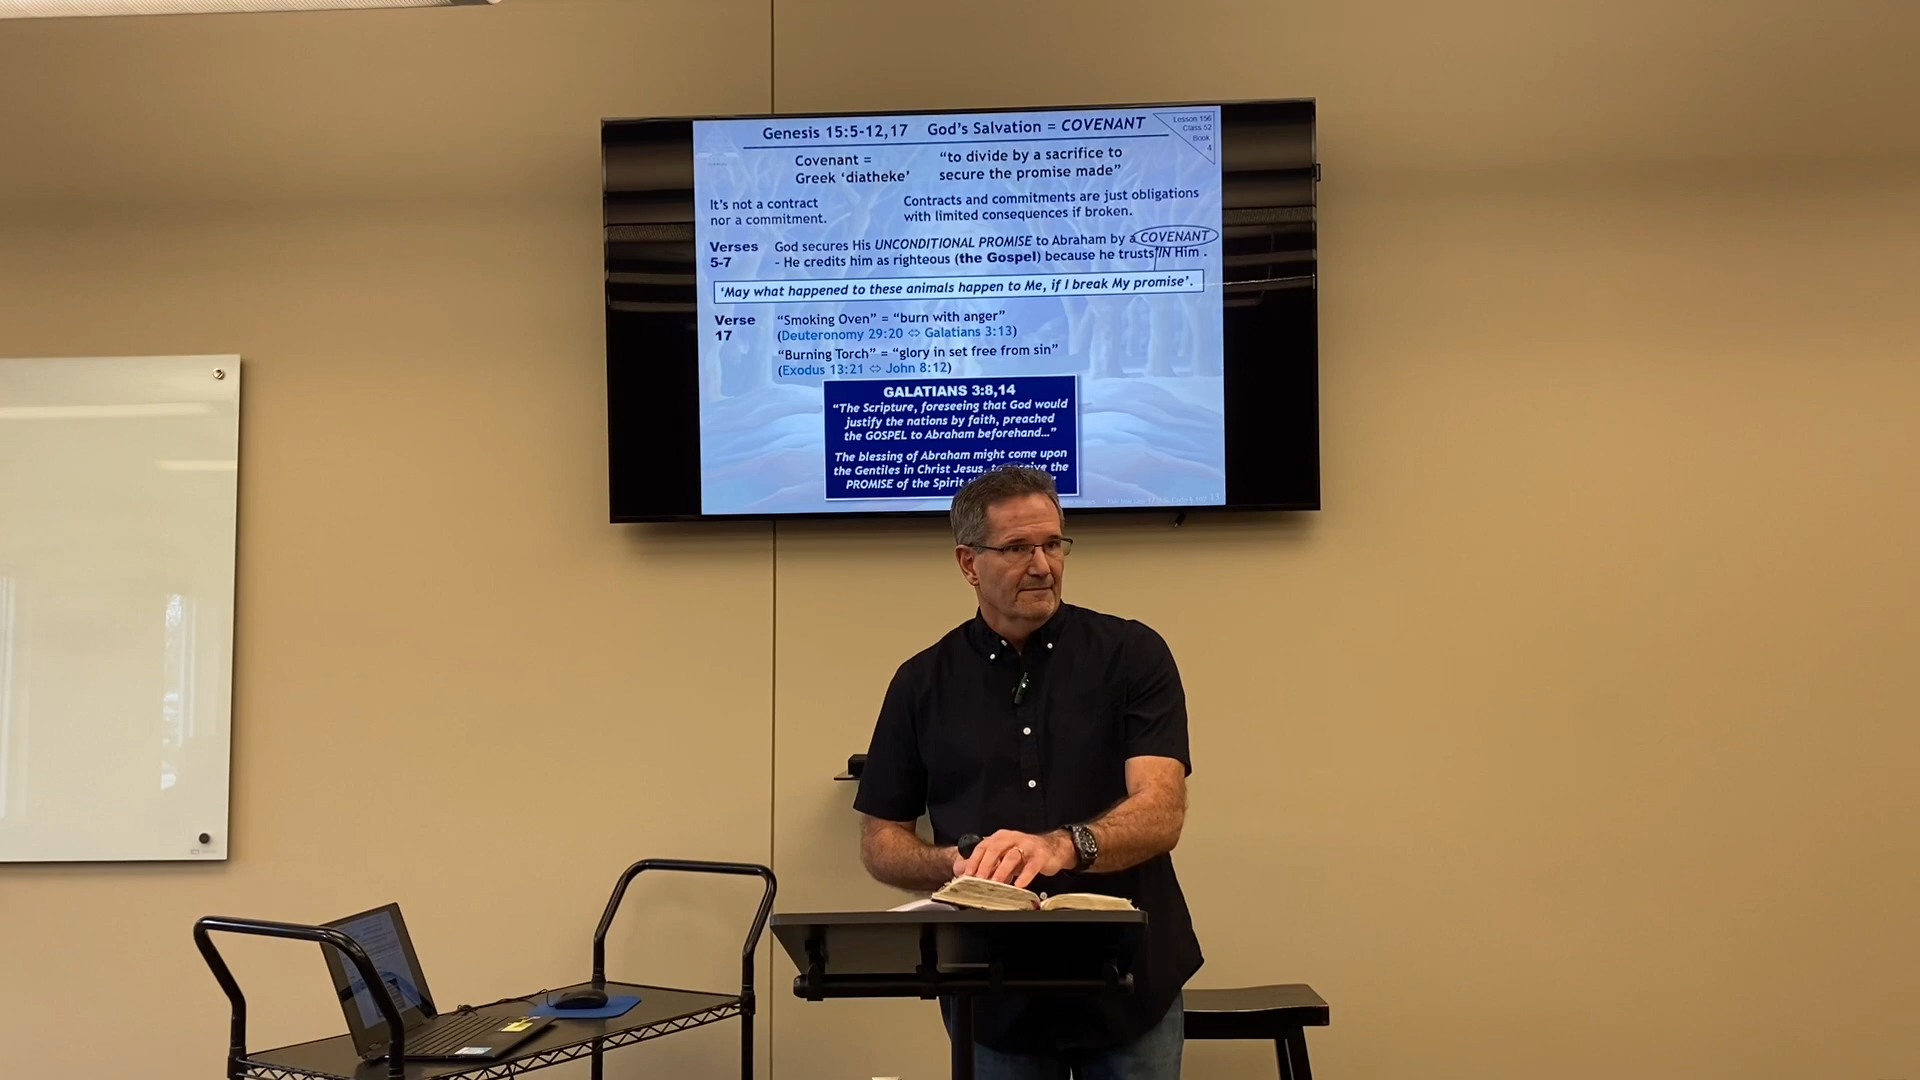 Genesis 15:5-12,17 God's Salvation = COVENANT
Lesson 156
Class 52
Book
4
Covenant =
Greek 'diatheke'
"to divide by a sacrifice to
secure the promise made"
It's not a contract
nor a commitment.
Contracts and commitments are just obligations
with limited consequences if broken.
Verses
5-7
God secures His UNCONDITIONAL PROMISE to Abraham by a COVENANT
- He credits him as righteous (the Gospel) because he trusts IN Him .
'May what happened to these animals happen to Me, if I break My promise'.
Verse
17
"Smoking Oven" = "burn with anger"
(Deuteronomy 29:20 <=> Galatians 3:13)
"Burning Torch" = "glory in set free from sin"
(Exodus 13:21 <=> John 8:12)
GALATIANS 3:8,14
"The Scripture, foreseeing that God would
justify the nations by faith, preached
the GOSPEL to Abraham beforehand..."
The blessing of Abraham might come upon
the Gentiles in Christ Jesus, the
PROMISE of the Spirit